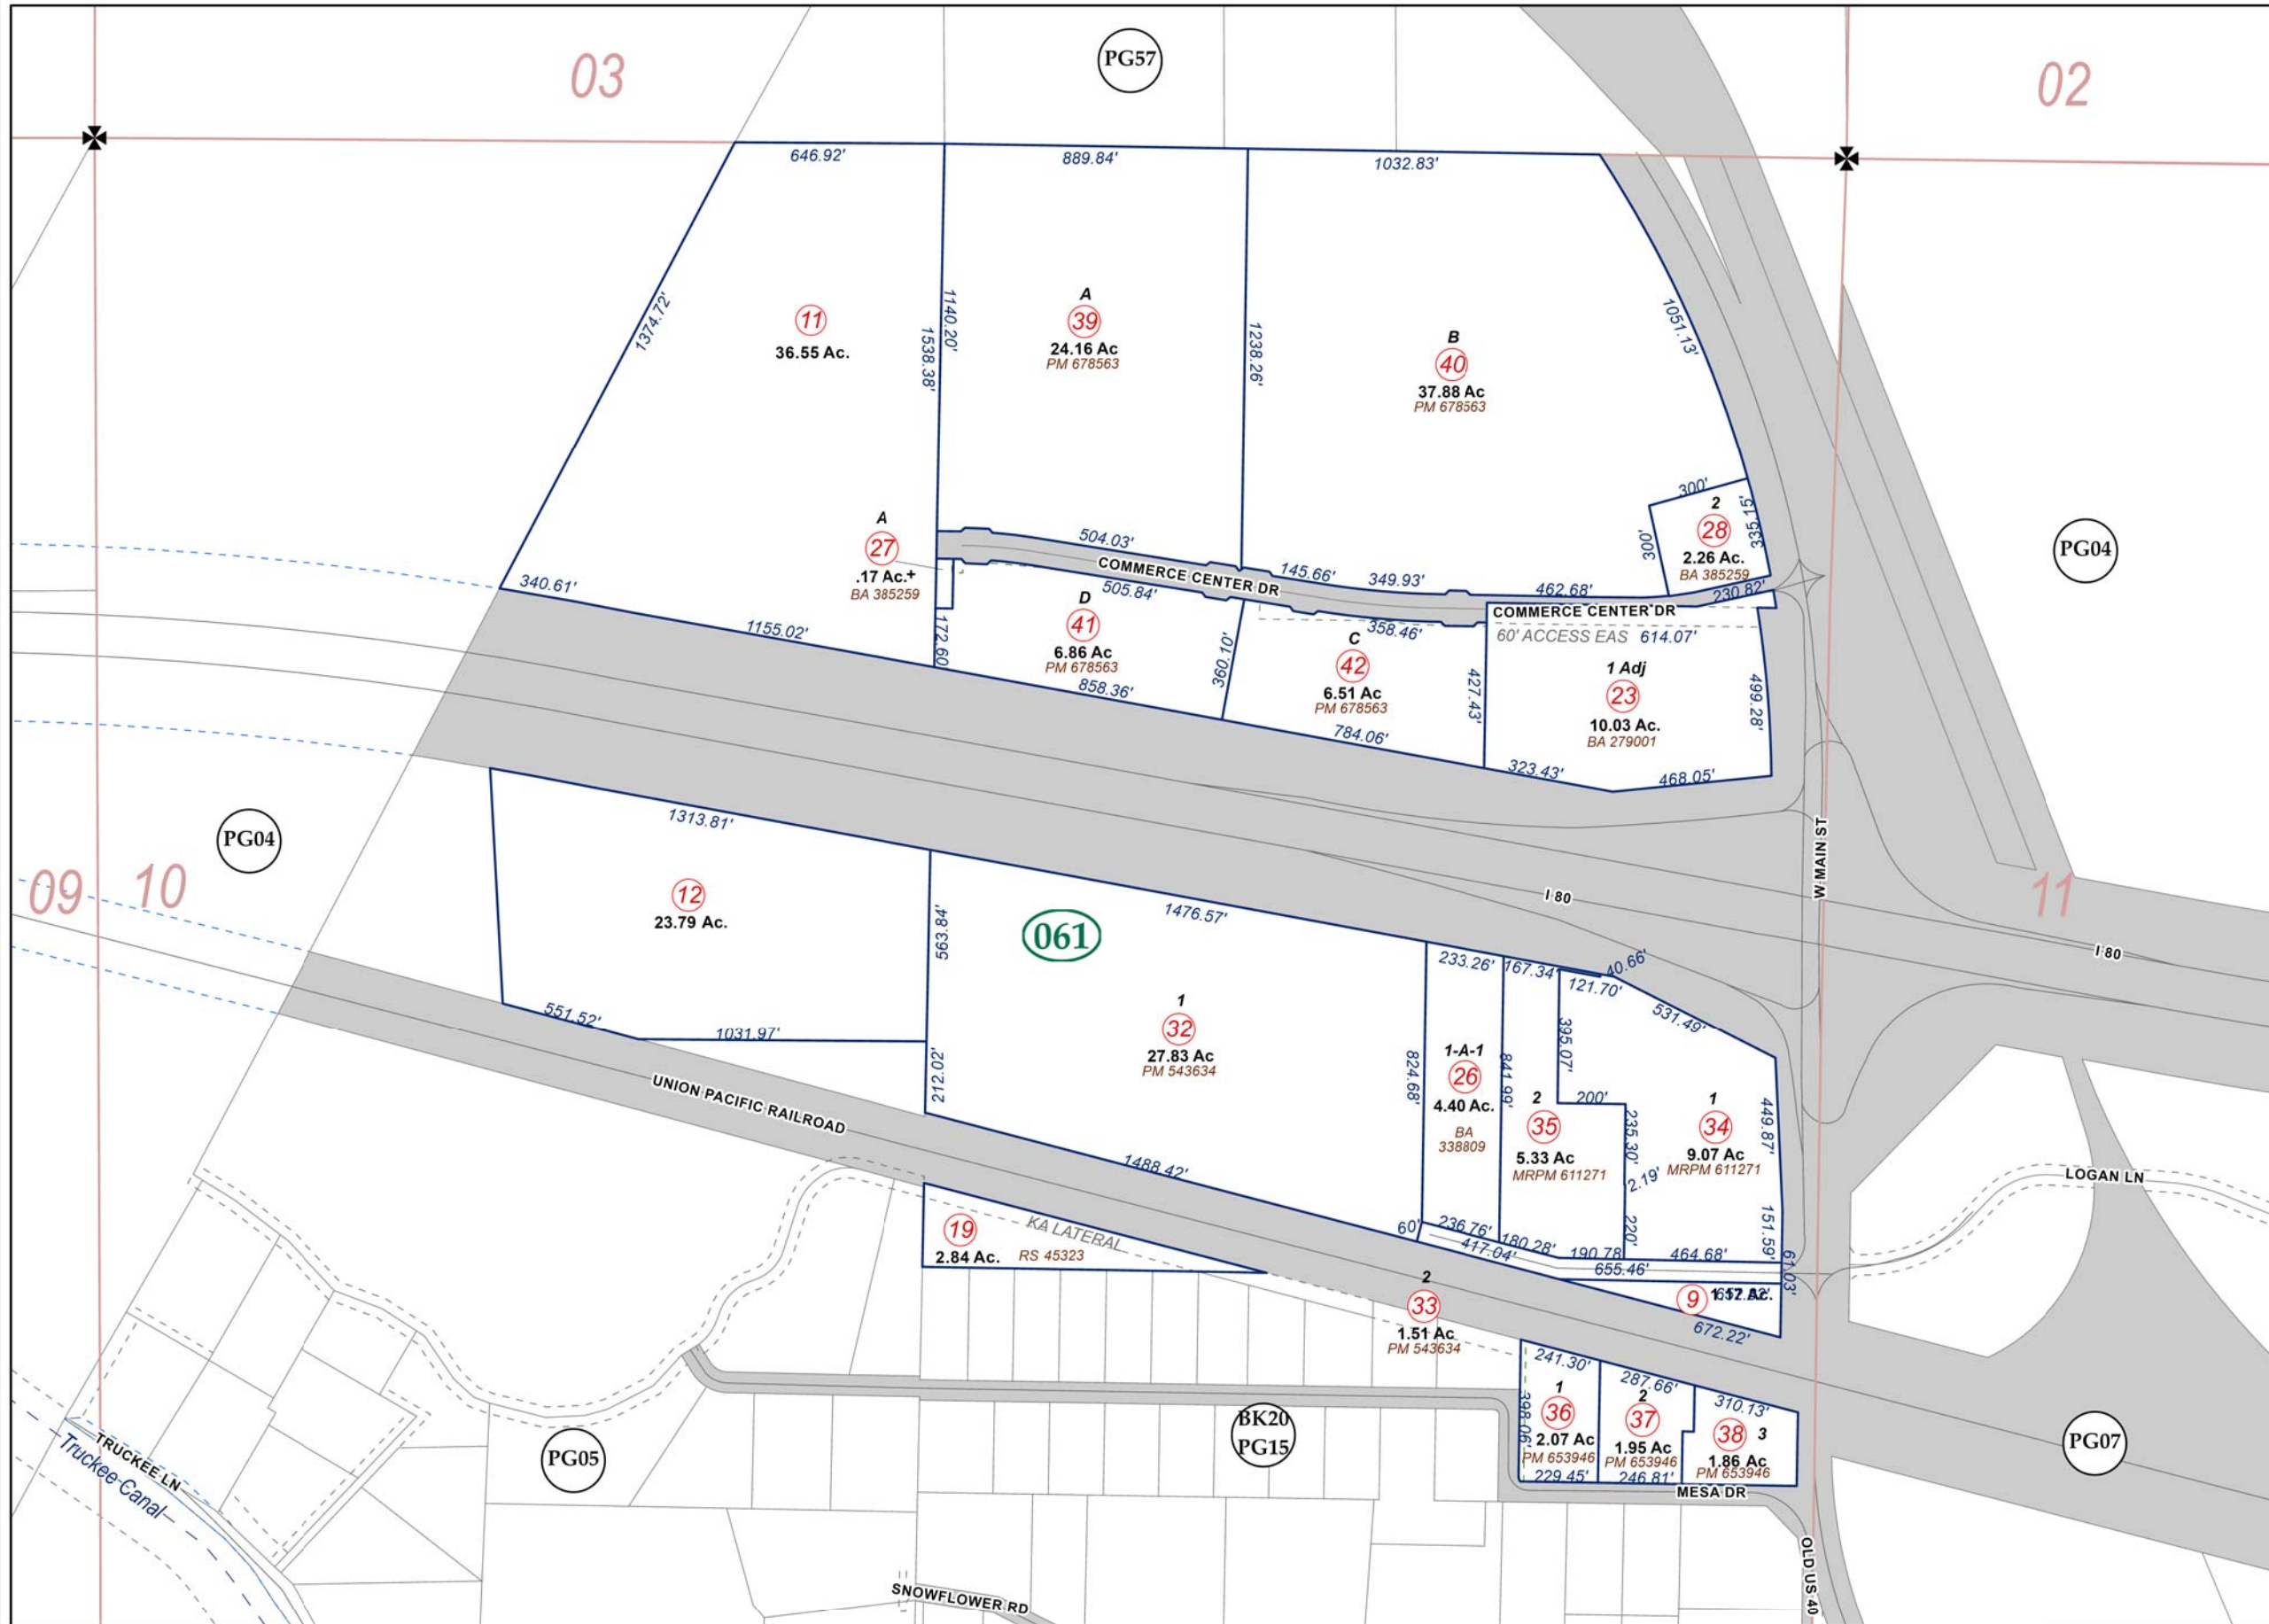 03
PG57
02
646.92'
889.84'
1032.83'
1374.72'
11
36.55 Ac.
1538.38'
1140.20'
A
39
24.16 Ac
PM 678563
1238.26'
B
40
37.88 Ac
PM 678563
1051.13'
300'
300'
335.15'
2
28
2.26 Ac.
BA 385259
230.82'
PG04
A
27
.17 Ac.+
BA 385259
504.03'
COMMERCE CENTER DR
505.84'
145.66'
349.93'
462.68'
COMMERCE CENTER DR
340.61'
1155.02'
172.60'
D
41
6.86 Ac
PM 678563
858.36'
360.10'
358.46'
C
42
6.51 Ac
PM 678563
784.06'
427.43'
60' ACCESS EAS
614.07'
1 Adj
23
10.03 Ac.
BA 279001
499.28'
323.43'
468.05'
PG04
09
10
1313.81'
12
23.79 Ac.
551.52'
1031.97'
563.84'
212.02'
061
1476.57'
1
32
27.83 Ac
PM 543634
1488.42'
W MAIN ST
I 80
11
I 80
233.26'
167.34'
40.66'
121.70'
531.49'
824.68'
1-A-1
26
4.40 Ac.
BA
338809
841.99'
395.07'
200'
2
35
5.33 Ac
MRPM 611271
235.30'
2.19'
220'
1
34
9.07 Ac
MRPM 611271
449.87'
151.59'
61.03'
LOGAN LN
UNION PACIFIC RAILROAD
60'
236.76'
180.28'
417.04'
190.78
464.68'
655.46'
9
1.17 Ac.
672.22'
19
2.84 Ac.
RS 45323
KA LATERAL
2
33
1.51 Ac
PM 543634
241.30'
287.66'
310.13'
398.06'
1
36
2.07 Ac
PM 653946
229.45'
2
37
1.95 Ac
PM 653946
246.81'
38
3
1.86 Ac
PM 653946
MESA DR
PG05
BK20
PG15
PG07
TRUCKEE LN
Truckee Canal
SNOWFLOWER RD
OLD US 40